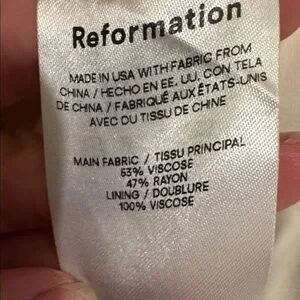 Reformation
MADE IN USA WITH FABRIC FROM
CHINA / HECHO EN EE. UU. CON TELA
DE CHINA / FABRIQUÉ AUX ÉTATS-UNIS
AVEC DU TISSU DE CHINE
MAIN FABRIC / TISSU PRINCIPAL
53% VISCOSE
47% RAYON
LINING / DOUBLURE
100% VISCOSE